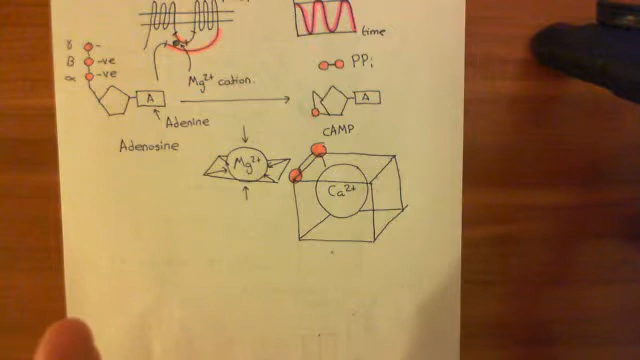 time
γ -
β -ve
α -ve
PPi
Mg²⁺ cation.
A
A
Adenine
Adenosine
cAMP
Mg²⁺
Ca²⁺